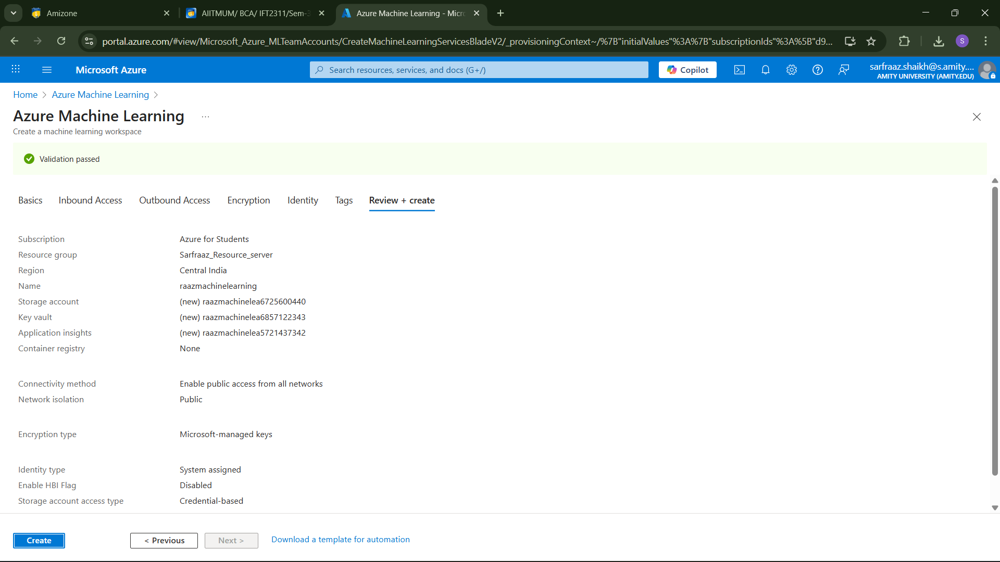 Amizone
AIITMUM/ BCA/ IFT2311/Sem-3
Azure Machine Learning - Micro
portal.azure.com/#view/Microsoft_Azure_MLTeamAccounts/CreateMachineLearningServicesBladeV2/_provisioningContext~/%7B"initialValues"%3A%7B"subscriptionIds"%3A%5B"d9...
S
Microsoft Azure
Search resources, services, and docs (G+/)
Copilot
sarfraaz.shaikh@s.amity....
AMITY UNIVERSITY (AMITY.EDU)
Home > Azure Machine Learning >
Azure Machine Learning ...
Create a machine learning workspace
Validation passed
Basics Inbound Access Outbound Access Encryption Identity Tags Review + create
Subscription Azure for Students
Resource group Sarfraaz_Resource_server
Region Central India
Name raazmachinelearning
Storage account (new) raazmachinelea6725600440
Key vault (new) raazmachinelea6857122343
Application insights (new) raazmachinelea5721437342
Container registry None
Connectivity method Enable public access from all networks
Network isolation Public
Encryption type Microsoft-managed keys
Identity type System assigned
Enable HBI Flag Disabled
Storage account access type Credential-based
Create < Previous Next > Download a template for automation